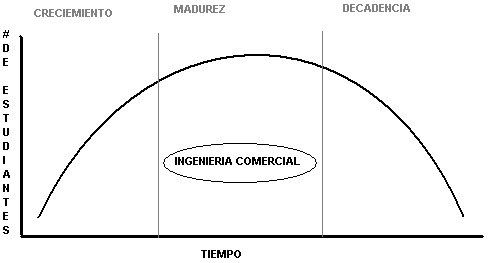 CRECIEMIENTO
MADUREZ
DECADENCIA
# DE ESTUDIANTES
INGENIERIA COMERCIAL
TIEMPO